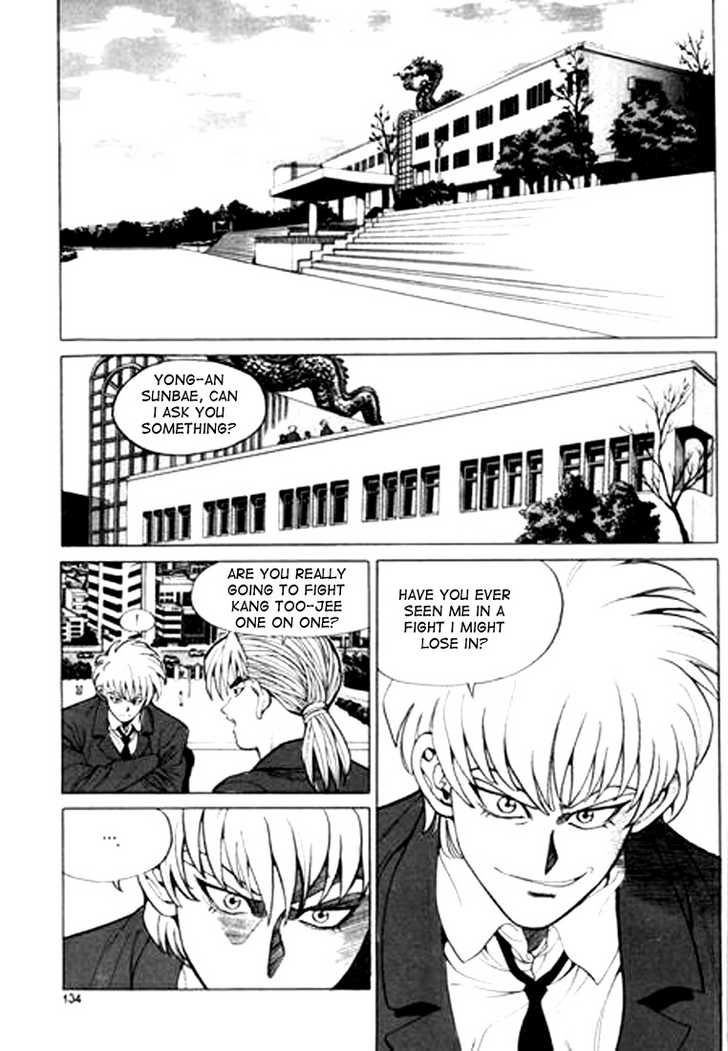 YONG-AN
SUNBAE, CAN
I ASK YOU
SOMETHING?
!
ARE YOU REALLY
GOING TO FIGHT
KANG TOO-JEE
ONE ON ONE?
HAVE YOU EVER
SEEN ME IN A
FIGHT I MIGHT
LOSE IN?
...
134